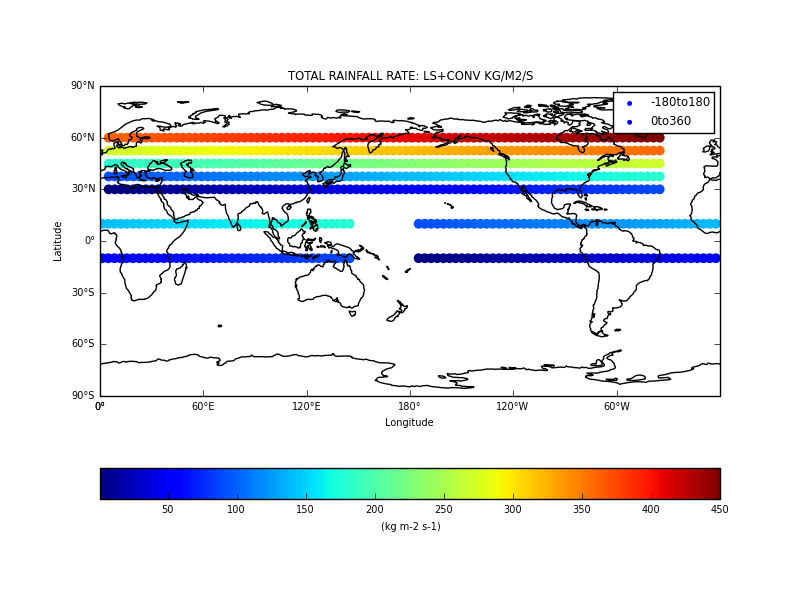 TOTAL RAINFALL RATE: LS+CONV KG/M2/S
90°N
-180to180
0to360
60°N
30°N
Latitude
0°
30°S
60°S
90°S
0° 60°E 120°E 180° 120°W 60°W
Longitude
50 100 150 200 250 300 350 400 450
(kg m-2 s-1)